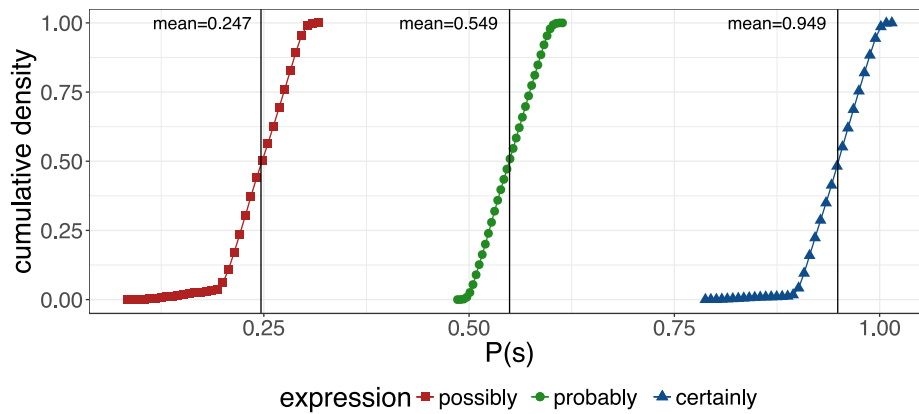 mean=0.247
mean=0.549
mean=0.949
1.00
0.75
0.50
0.25
0.00
cumulative density
0.25
0.50
0.75
1.00
P(s)
expression possibly probably certainly